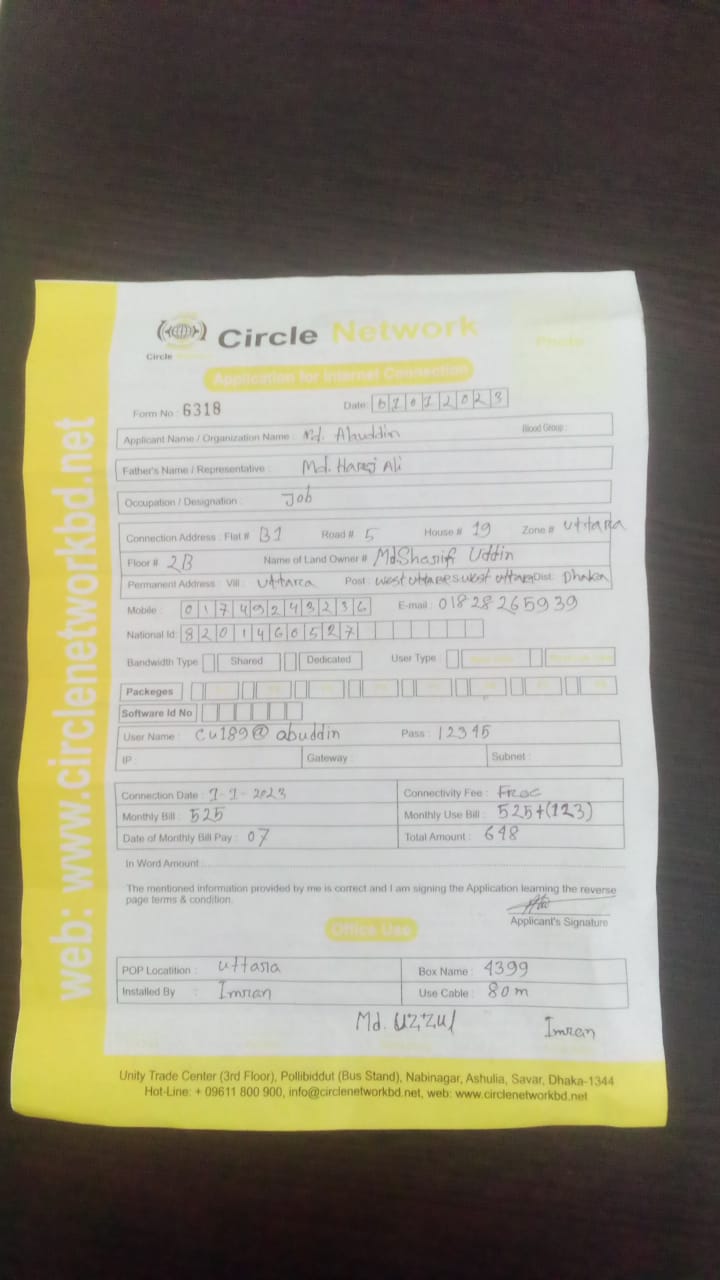 Circle Network
Circle
Photo
Application for Internet Connection
Form No : 6318 Date: 01012023
Applicant Name / Organization Name : Md. Alauddin Blood Group :
Father's Name / Representative : Md. Ali
Occupation / Designation : Job
Connection Address : Flat # B1 Road # 5 House # 19 Zone # Uttara
Floor # 2B Name of Land Owner # Md Sharif Uddin
Permanent Address : Vill : Uttara Post : west Dist: Dhaka
Mobile : 01749243236 E-mail : 01828265939
National Id: 8201460527
Bandwidth Type Shared Dedicated User Type :
Packeges
Software Id No
User Name : cu189@abuddin Pass : 12345
IP : Gateway : Subnet :
Connection Date : 1-1-2023 Connectivity Fee : Free
Monthly Bill : 525 Monthly Use Bill : 525+(123)
Date of Monthly Bill Pay : 07 Total Amount : 648
In Word Amount :
The mentioned information provided by me is correct and I am signing the Application learning the reverse
page terms & condition.
Applicant's Signature
Office Use
POP Locatition : Uttara Box Name : 4399
Installed By : Imran Use Cable : 80m
Md. Uzzul Imran
Unity Trade Center (3rd Floor), Pollibiddut (Bus Stand), Nabinagar, Ashulia, Savar, Dhaka-1344
Hot-Line: + 09611 800 900, info@circlenetworkbd.net, web: www.circlenetworkbd.net
web: www.circlenetworkbd.net